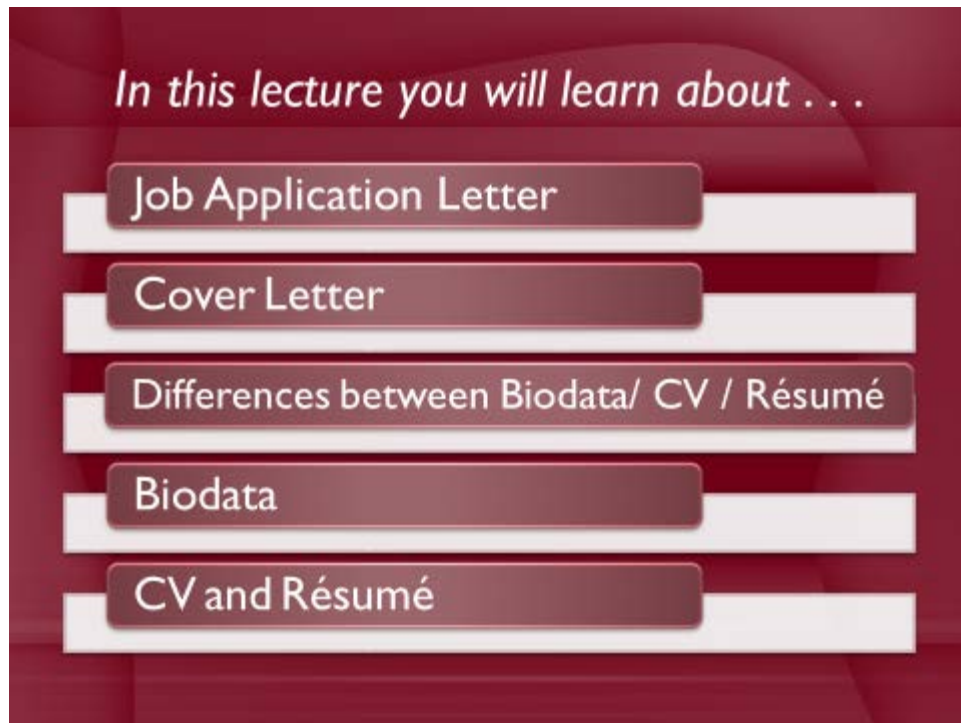 In this lecture you will learn about . . .
Job Application Letter
Cover Letter
Differences between Biodata/ CV / Résumé
Biodata
CV and Résumé